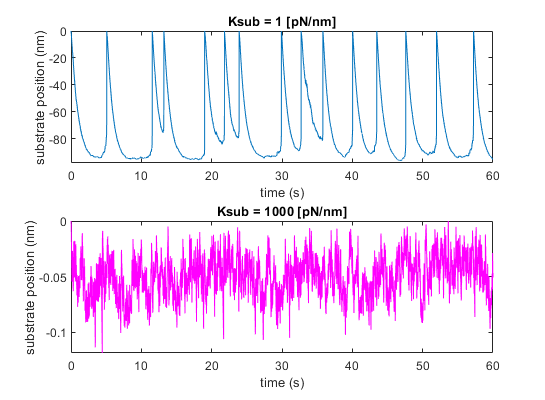 Ksub = 1 [pN/nm]
substrate position (nm)
0
-20
-40
-60
-80
0 10 20 30 40 50 60
time (s)
Ksub = 1000 [pN/nm]
substrate position (nm)
0
-0.05
-0.1
0 10 20 30 40 50 60
time (s)